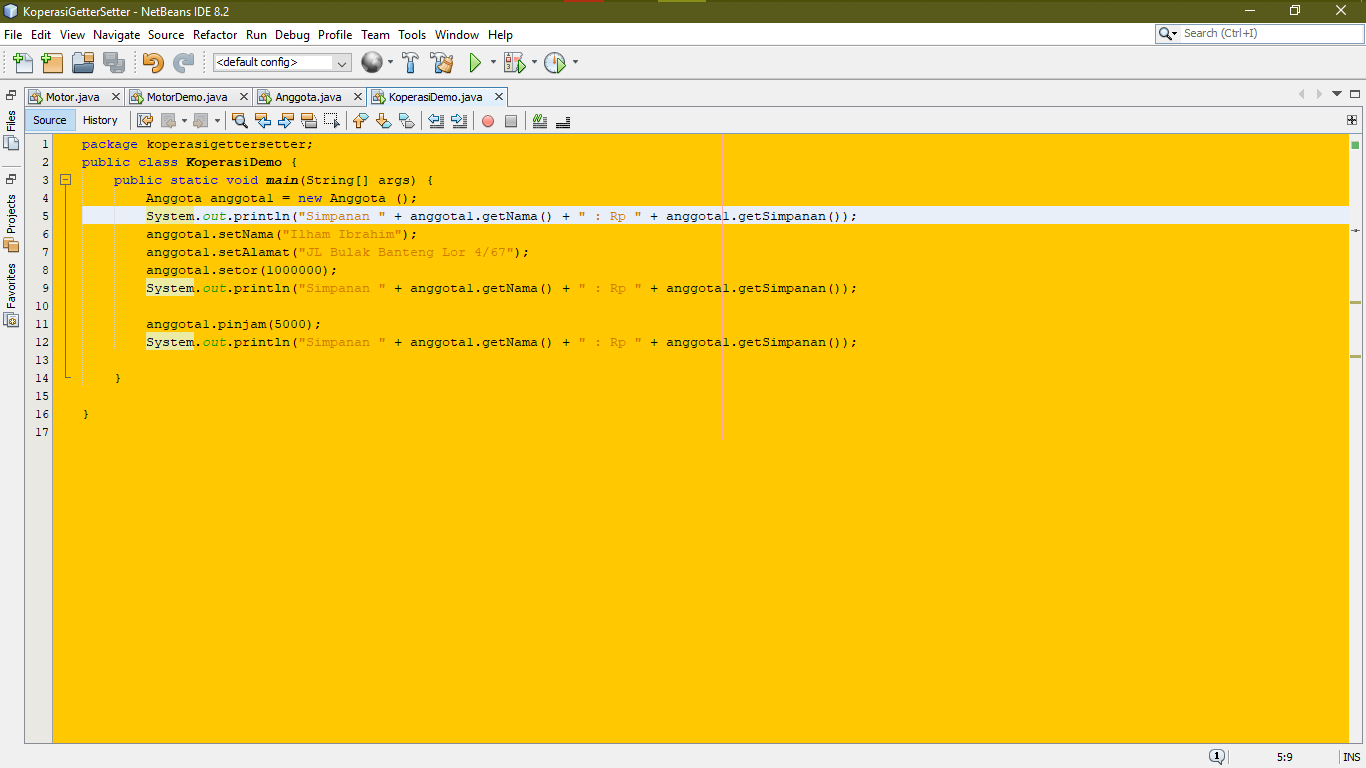 KoperasiGetterSetter - NetBeans IDE 8.2
File Edit View Navigate Source Refactor Run Debug Profile Team Tools Window Help
Search (Ctrl+I)
<default config>
Motor.java MotorDemo.java Anggota.java KoperasiDemo.java
Source History
Files
Projects
Favorites
1 package koperasigettersetter;
2 public class KoperasiDemo {
3 public static void main(String[] args) {
4 Anggota anggota1 = new Anggota ();
5 System.out.println("Simpanan " + anggota1.getNama() + " : Rp " + anggota1.getSimpanan());
6 anggota1.setNama("Ilham Ibrahim");
7 anggota1.setAlamat("JL Bulak Banteng Lor 4/67");
8 anggota1.setor(1000000);
9 System.out.println("Simpanan " + anggota1.getNama() + " : Rp " + anggota1.getSimpanan());
10
11 anggota1.pinjam(5000);
12 System.out.println("Simpanan " + anggota1.getNama() + " : Rp " + anggota1.getSimpanan());
13
14 }
15
16 }
17
1 5:9 INS